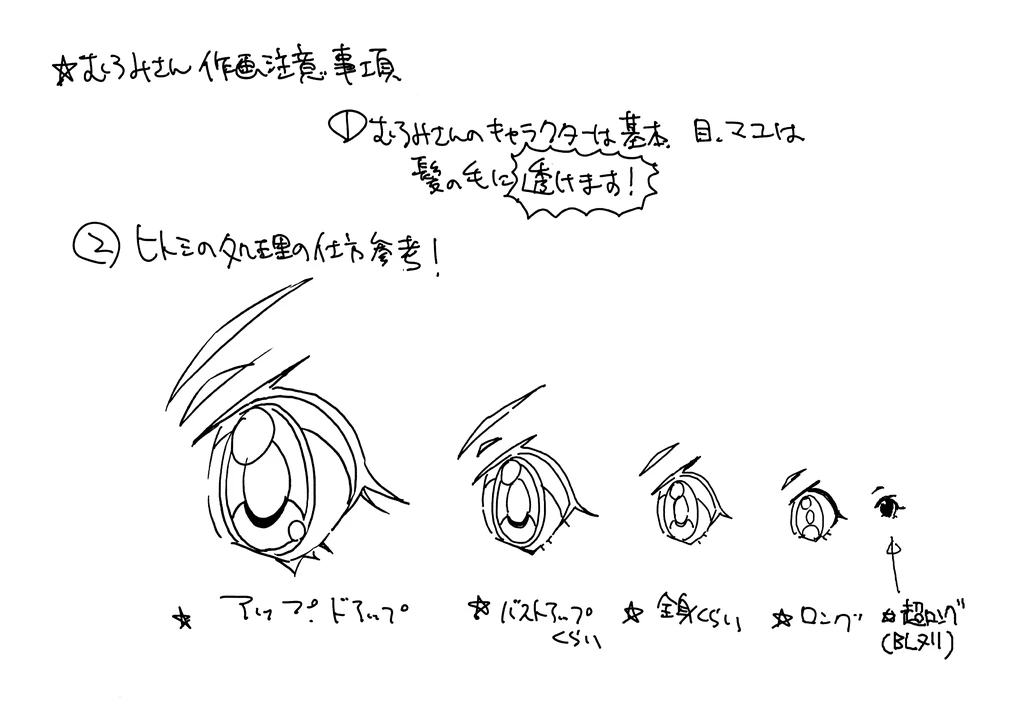 ☆むろみさん作画注意事項
①むろみさんのキャラクターは基本、目、マユは
髪の毛に透けます!
②ヒトミの処理の仕方参考!
☆アップ、ドアップ
☆バストアップ
くらい
☆全身くらい
☆ロング
☆超ロング
(BLヌリ)